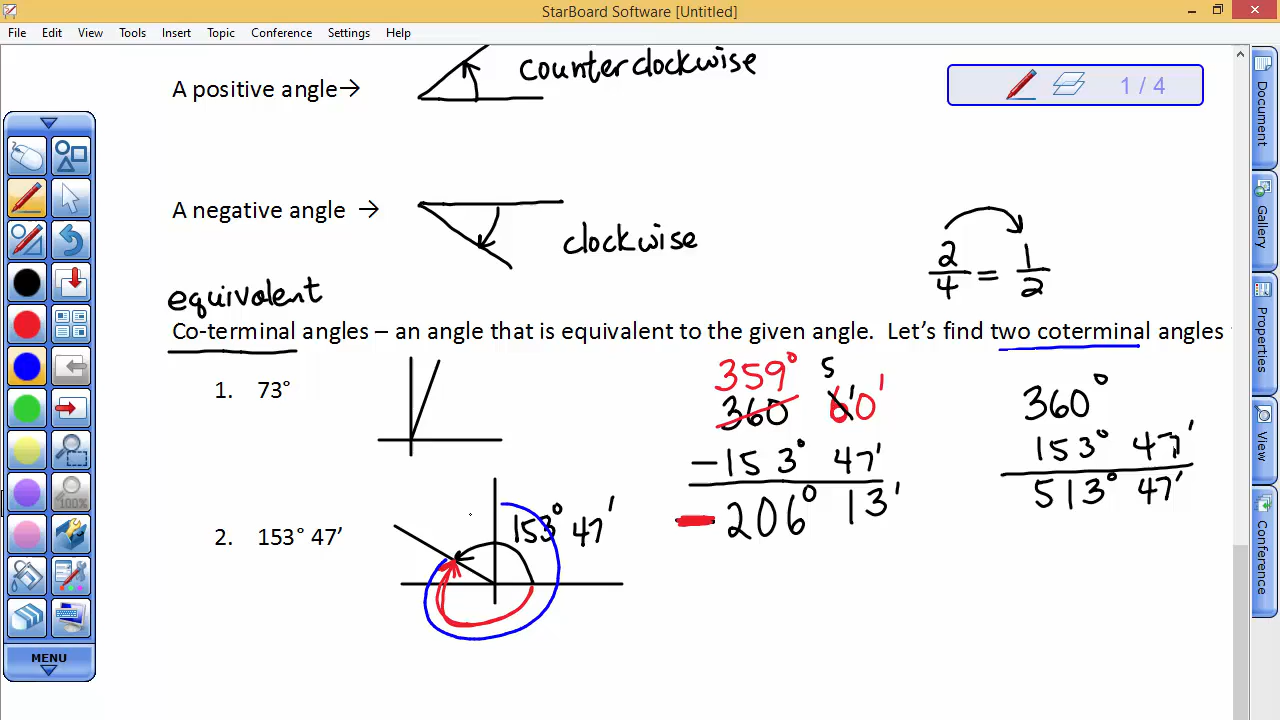 StarBoard Software [Untitled]
File Edit View Tools Insert Topic Conference Settings Help
1 / 4
A positive angle→
counterclockwise
A negative angle →
clockwise
2/4 = 1/2
equivalent
Co-terminal angles – an angle that is equivalent to the given angle. Let's find two coterminal angles
1. 73°
359° 5
360 60'
−153° 47'
−206° 13'
360°
153° 47'
513° 47'
2. 153° 47'
153° 47'
MENU
MENU
100%
Document
Properties
Gallery
View
Conference